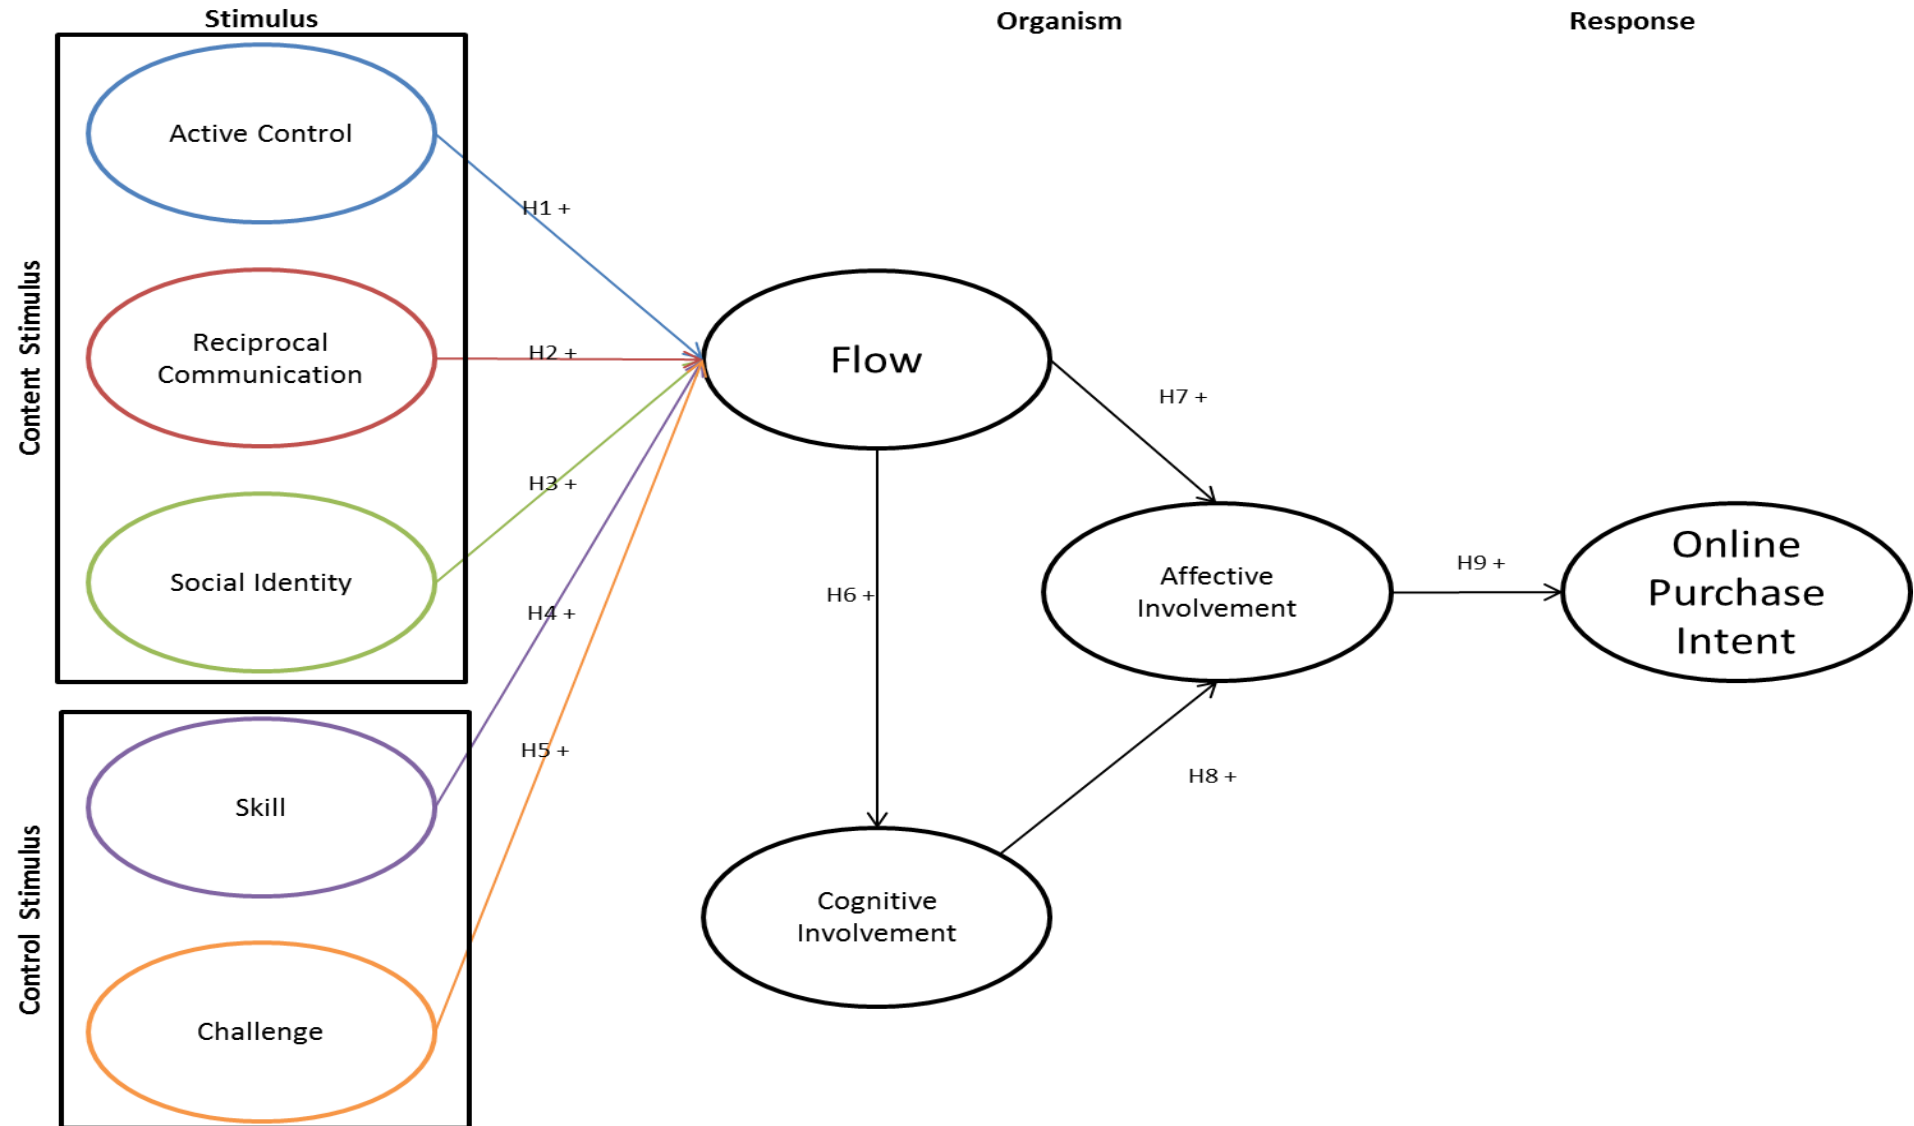 Stimulus
Organism
Response
Content Stimulus
Active Control
H1 +
Reciprocal
Communication
H2 +
Flow
H7 +
H3 +
Social Identity
H4 +
H6 +
Affective
Involvement
H9 +
Online
Purchase
Intent
Control Stimulus
Skill
H5 +
H8 +
Cognitive
Involvement
Challenge